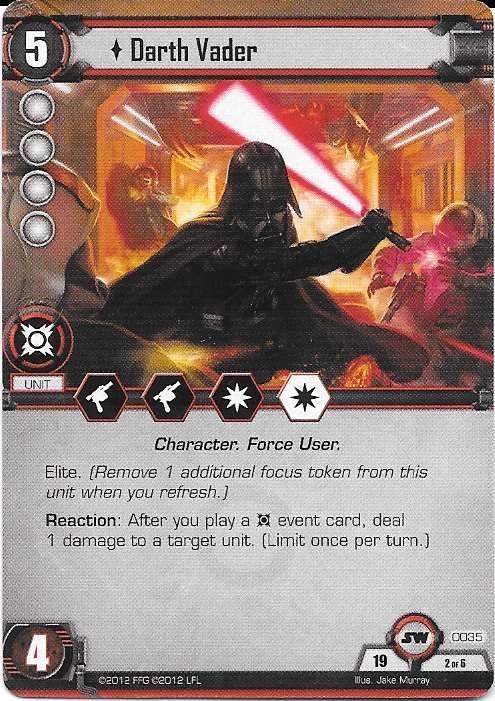 5
Darth Vader
UNIT
Character. Force User.
Elite. (Remove 1 additional focus token from this
unit when you refresh.)
Reaction: After you play a event card, deal
1 damage to a target unit. (Limit once per turn.)
4
SW
0035
19
2 OF 6
©2012 FFG ©2012 LFL
Illus. Jake Murray